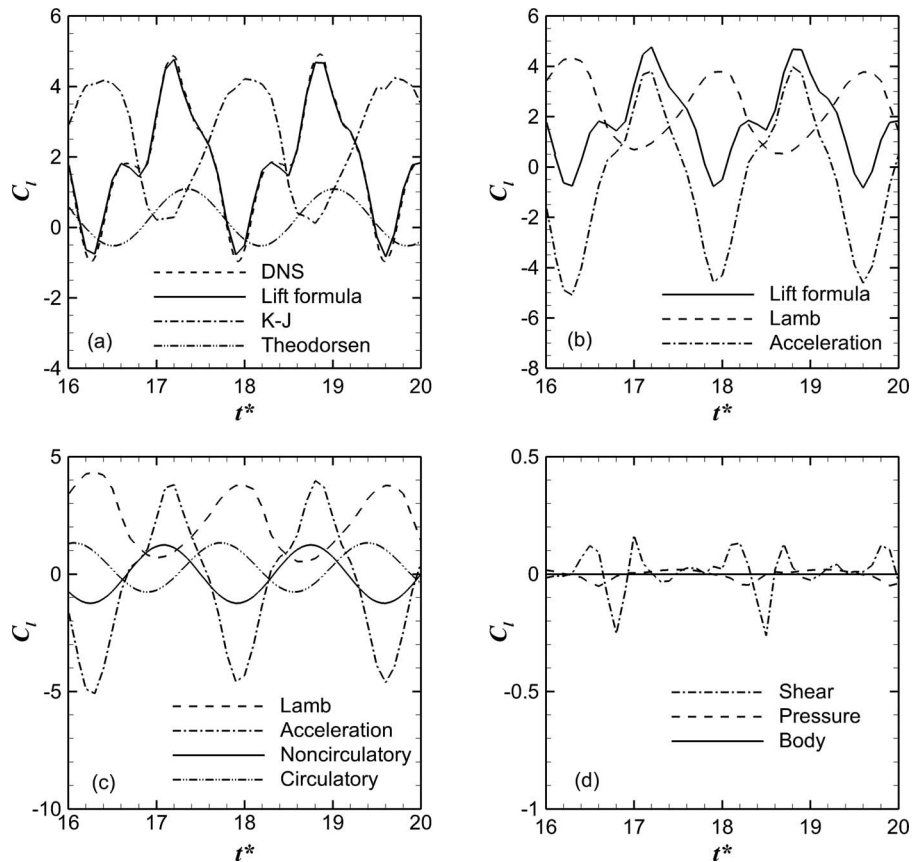 6
4
2
0
-2
-4
C_l
(a)
DNS
Lift formula
K-J
Theodorsen
16
17
18
19
20
t*
6
4
2
0
-2
-4
-6
-8
C_l
(b)
Lift formula
Lamb
Acceleration
16
17
18
19
20
t*
5
0
-5
-10
C_l
(c)
Lamb
Acceleration
Noncirculatory
Circulatory
16
17
18
19
20
t*
0.5
0
-0.5
-1
C_l
(d)
Shear
Pressure
Body
16
17
18
19
20
t*